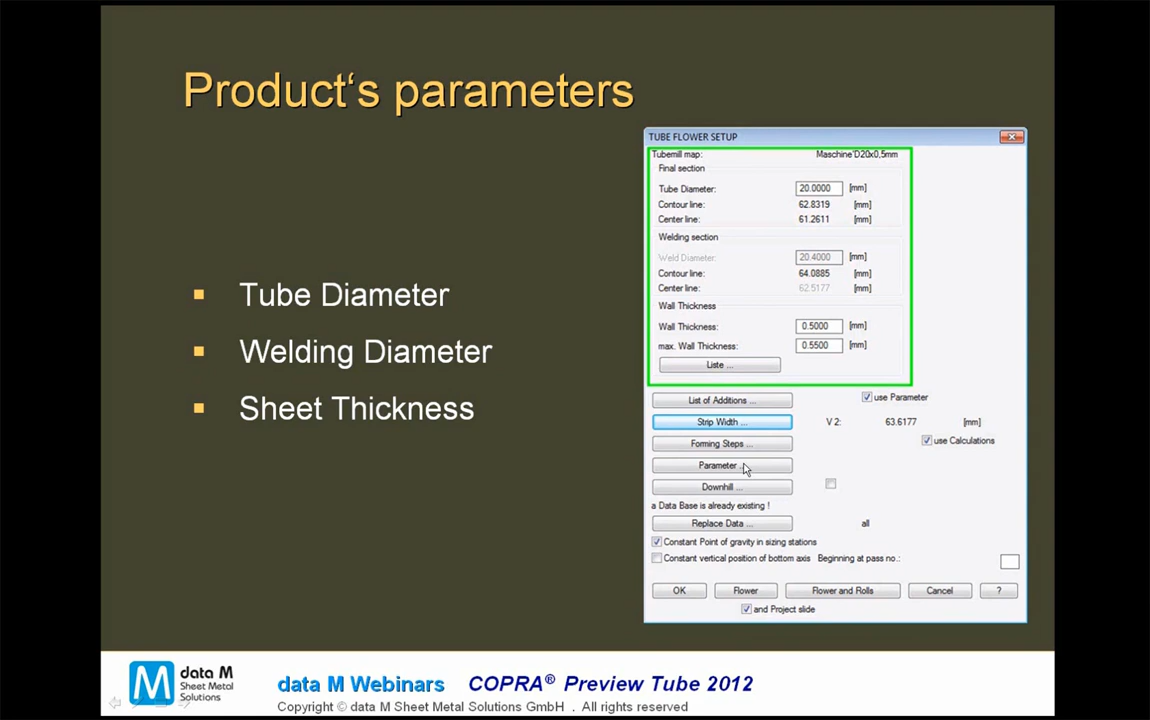 Product's parameters
Tube Diameter
Welding Diameter
Sheet Thickness
TUBE FLOWER SETUP
Tubemill map: Maschine'D20x0,5mm
Final section
Tube Diameter: 20.0000 [mm]
Contour line: 62.8319 [mm]
Center line: 61.2611 [mm]
Welding section
Weld Diameter: 20.4000 [mm]
Contour line: 64.0885 [mm]
Center line: 62.5177 [mm]
Wall Thickness
Wall Thickness: 0.5000 [mm]
max. Wall Thickness: 0.5500 [mm]
Liste ...
List of Additions ... use Parameter
Strip Width ... V 2: 63.6177 [mm]
Forming Steps ... use Calculations
Parameter ...
Downhill ...
a Data Base is already existing !
Replace Data ... all
Constant Point of gravity in sizing stations
Constant vertical position of bottom axis Beginning at pass no.:
OK Flower Flower and Rolls Cancel ?
and Project slide
M data M
Sheet Metal
Solutions
data M Webinars COPRA® Preview Tube 2012
Copyright © data M Sheet Metal Solutions GmbH . All rights reserved